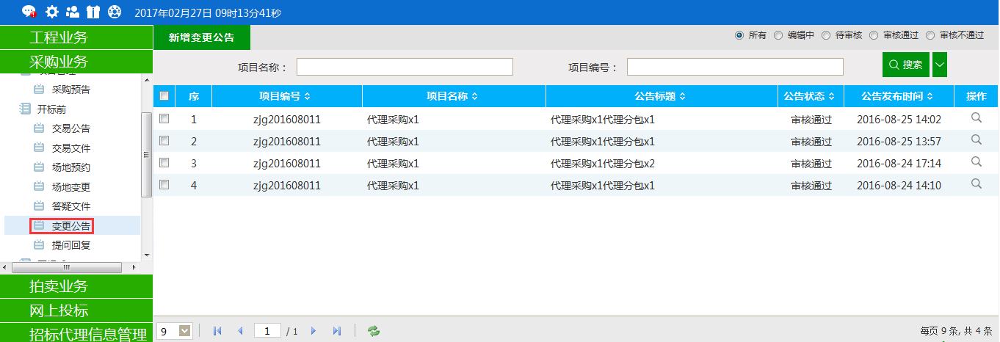 2017年02月27日 09时13分41秒
工程业务
采购业务
采购预告
开标前
交易公告
交易文件
场地预约
场地变更
答疑文件
变更公告
提问回复
拍卖业务
网上投标
招标代理信息管理
新增变更公告
所有 编辑中 待审核 审核通过 审核不通过
项目名称： 项目编号： 搜索
序 项目编号 项目名称 公告标题 公告状态 公告发布时间 操作
1 zjg201608011 代理采购x1 代理采购x1代理分包x1 审核通过 2016-08-25 14:02
2 zjg201608011 代理采购x1 代理采购x1代理分包x1 审核通过 2016-08-25 13:57
3 zjg201608011 代理采购x1 代理采购x1代理分包x2 审核通过 2016-08-24 17:14
4 zjg201608011 代理采购x1 代理采购x1代理分包x1 审核通过 2016-08-24 14:10
9 1 / 1 每页 9 条, 共 4 条